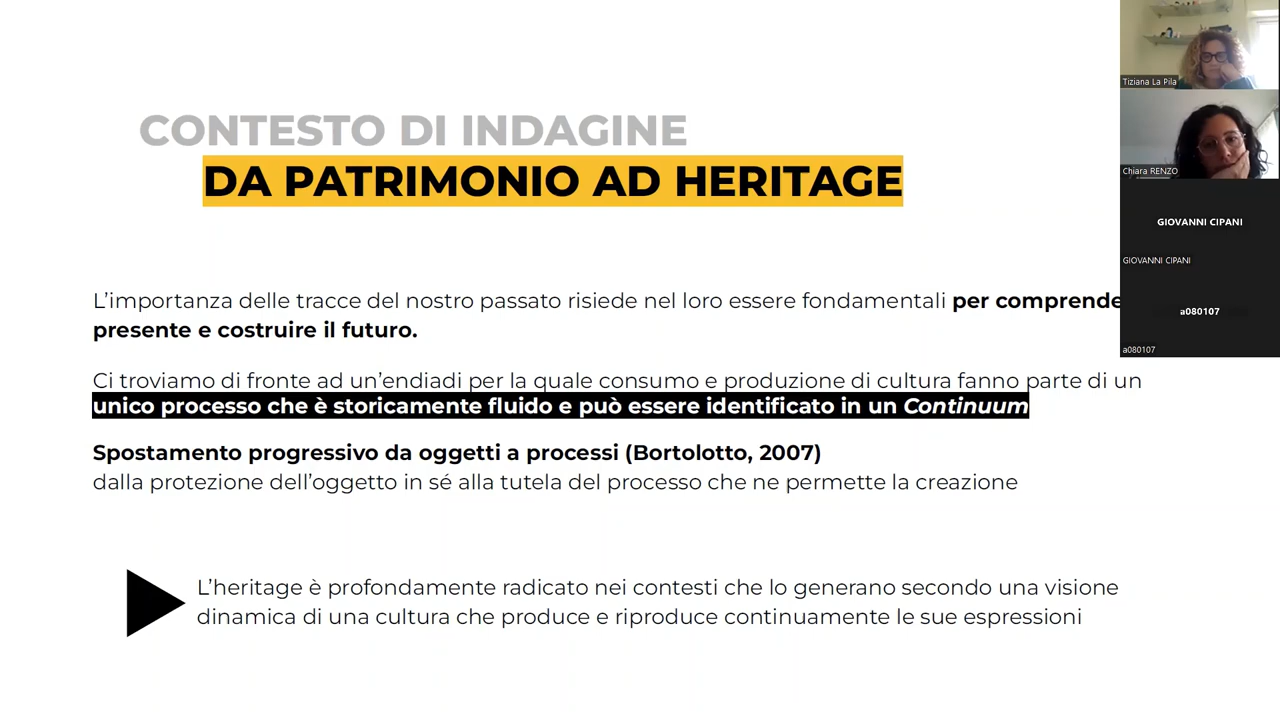 CONTESTO DI INDAGINE
DA PATRIMONIO AD HERITAGE
L’importanza delle tracce del nostro passato risiede nel loro essere fondamentali per comprende
presente e costruire il futuro.
Ci troviamo di fronte ad un’endiadi per la quale consumo e produzione di cultura fanno parte di un
unico processo che è storicamente fluido e può essere identificato in un Continuum
Spostamento progressivo da oggetti a processi (Bortolotto, 2007)
dalla protezione dell’oggetto in sé alla tutela del processo che ne permette la creazione
L’heritage è profondamente radicato nei contesti che lo generano secondo una visione
dinamica di una cultura che produce e riproduce continuamente le sue espressioni
Tiziana La Pila
Chiara RENZO
GIOVANNI CIPANI
GIOVANNI CIPANI
a080107
a080107